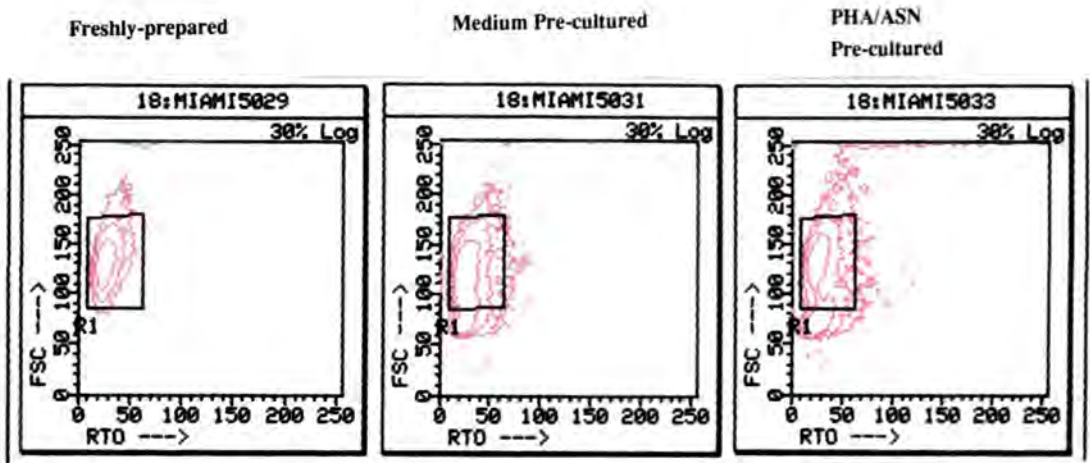 Freshly-prepared
Medium Pre-cultured
PHA/ASN
Pre-cultured
18:MIAMI5029
30% Log
250
200
150
100
50
0
FSC --->
R1
0 50 100 150 200 250
RTO --->
18:MIAMI5031
30% Log
250
200
150
100
50
0
FSC --->
R1
0 50 100 150 200 250
RTO --->
18:MIAMI5033
30% Log
250
200
150
100
50
0
FSC --->
R1
0 50 100 150 200 250
RTO --->